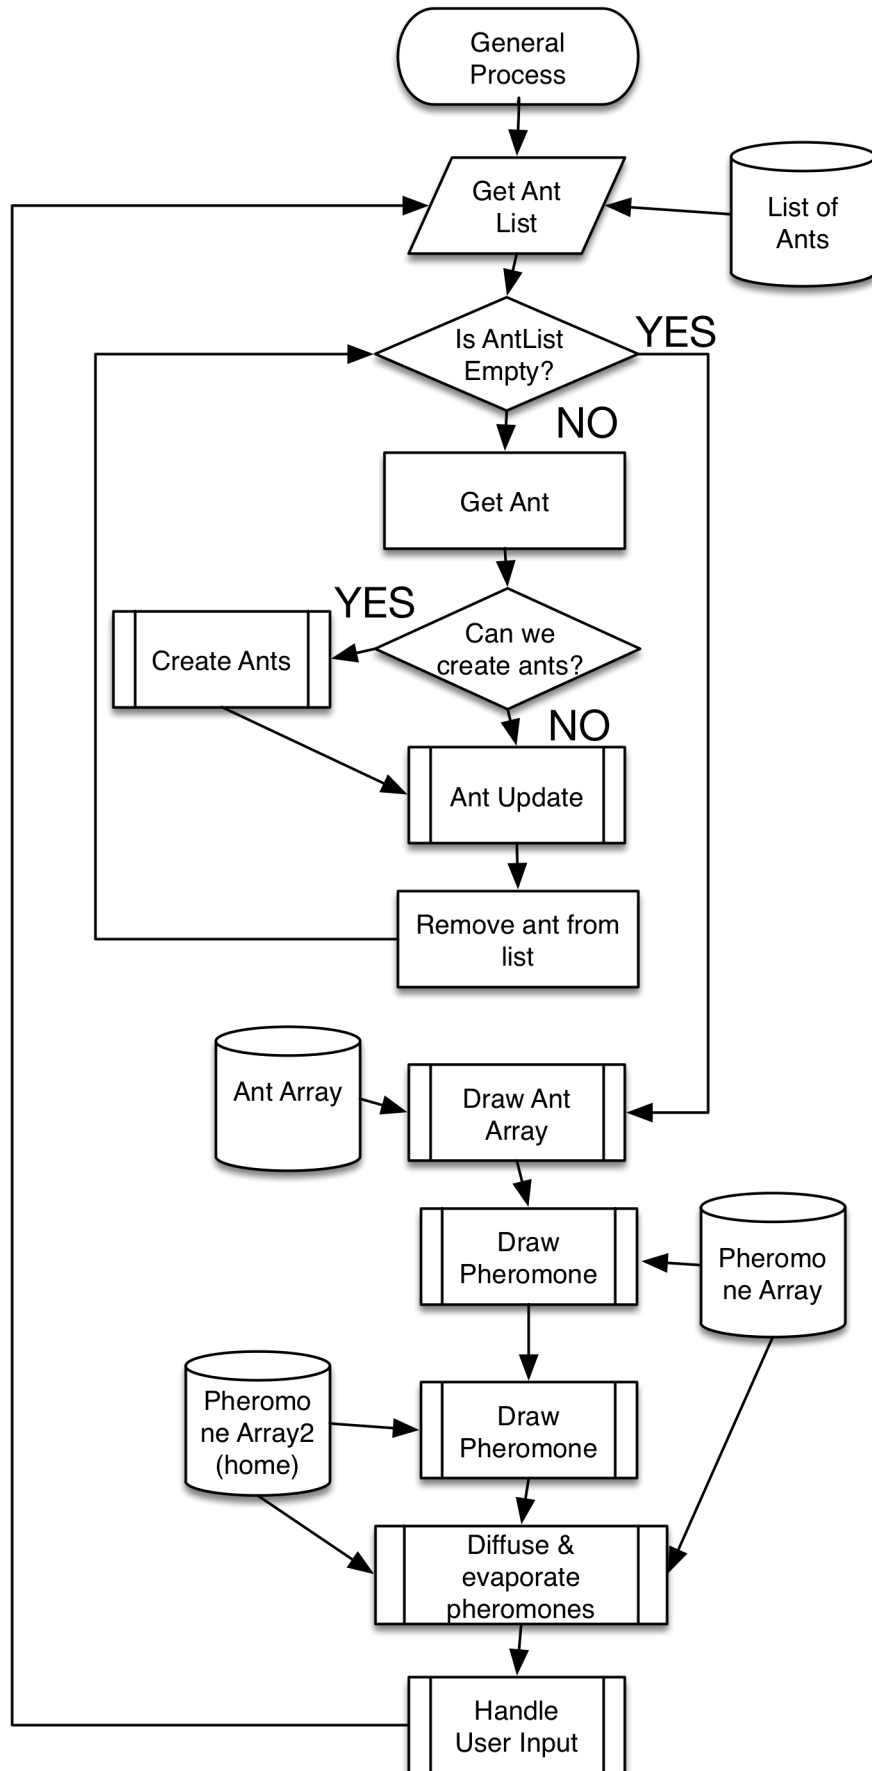 General
Process
Get Ant
List
List of
Ants
Is AntList
Empty?
YES
NO
Get Ant
YES
Can we
create ants?
Create Ants
NO
Ant Update
Remove ant from
list
Ant Array
Draw Ant
Array
Draw
Pheromone
Pheromo
ne Array
Pheromo
ne Array2
(home)
Draw
Pheromone
Diffuse &
evaporate
pheromones
Handle
User Input